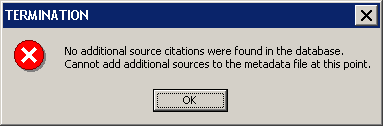 TERMINATION
No additional source citations were found in the database.
Cannot add additional sources to the metadata file at this point.
OK